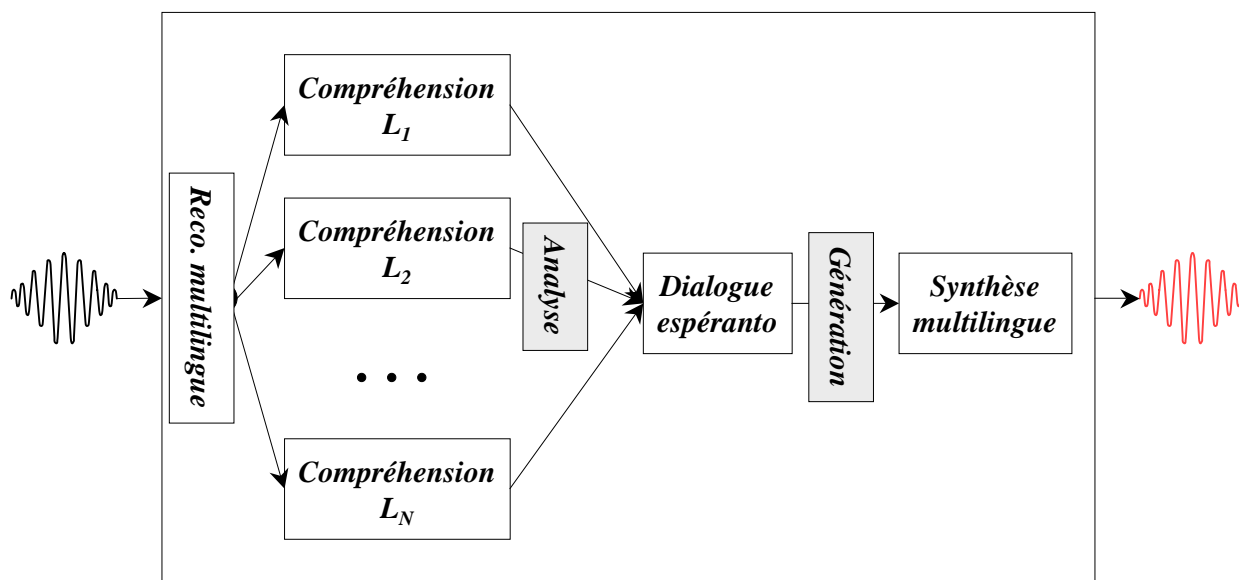 Reco. multilingue
Compréhension
L1
Compréhension
L2
• • •
Compréhension
LN
Analyse
Dialogue
espéranto
Génération
Synthèse
multilingue